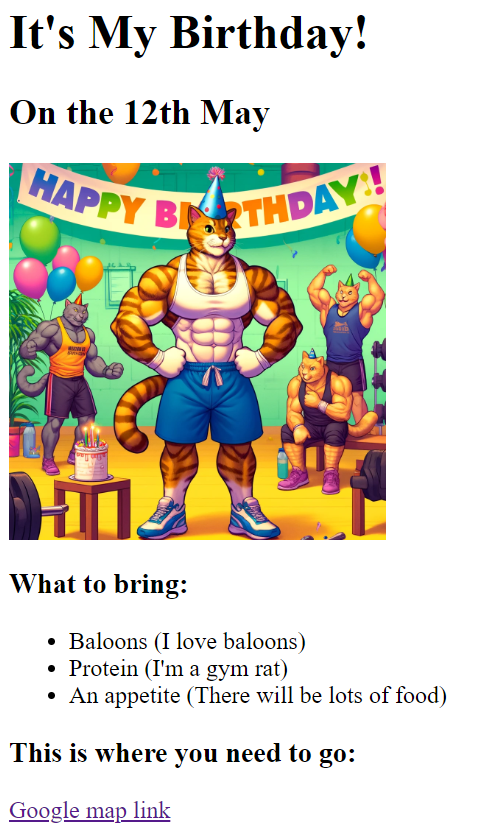 It's My Birthday!
On the 12th May
HAPPY BIRTHDAY!
What to bring:
Baloons (I love baloons)
Protein (I'm a gym rat)
An appetite (There will be lots of food)
This is where you need to go:
Google map link